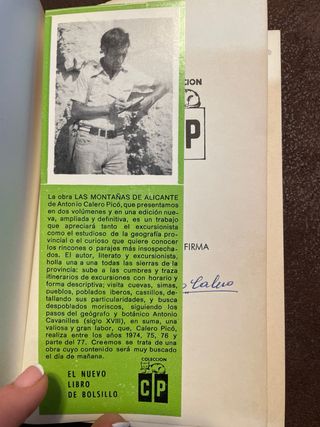 COLECCION
CP
FIRMA
Calero
La obra LAS MONTAÑAS DE ALICANTE
de Antonio Calero Picó, que presentamos
en dos volúmenes y en una edición nue-
va, ampliada y definitiva, es un trabajo
que apreciará tanto el excursionista
como el estudioso de la geografía pro-
vincial o el curioso que quiere conocer
los rincones o parajes más insospecha-
dos. El autor, literato y excursionista,
holla una a una todas las sierras de la
provincia: sube a las cumbres y traza
itinerarios de excursiones con horario y
forma descriptiva; visita cuevas, simas,
pueblos, poblados iberos, casillos, de-
tallando sus particularidades, y busca
despoblados moriscos, siguiendo los
pasos del geógrafo y botánico Antonio
Cavanilles (siglo XVIII), en suma, una
valiosa y gran labor, que, Calero Picó,
realiza entre los años 1974, 75, 76 y
parte del 77. Creemos se trata de una
obra cuyo contenido será muy buscado
el día de mañana.
EL NUEVO
LIBRO
DE BOLSILLO
COLECCION
CP